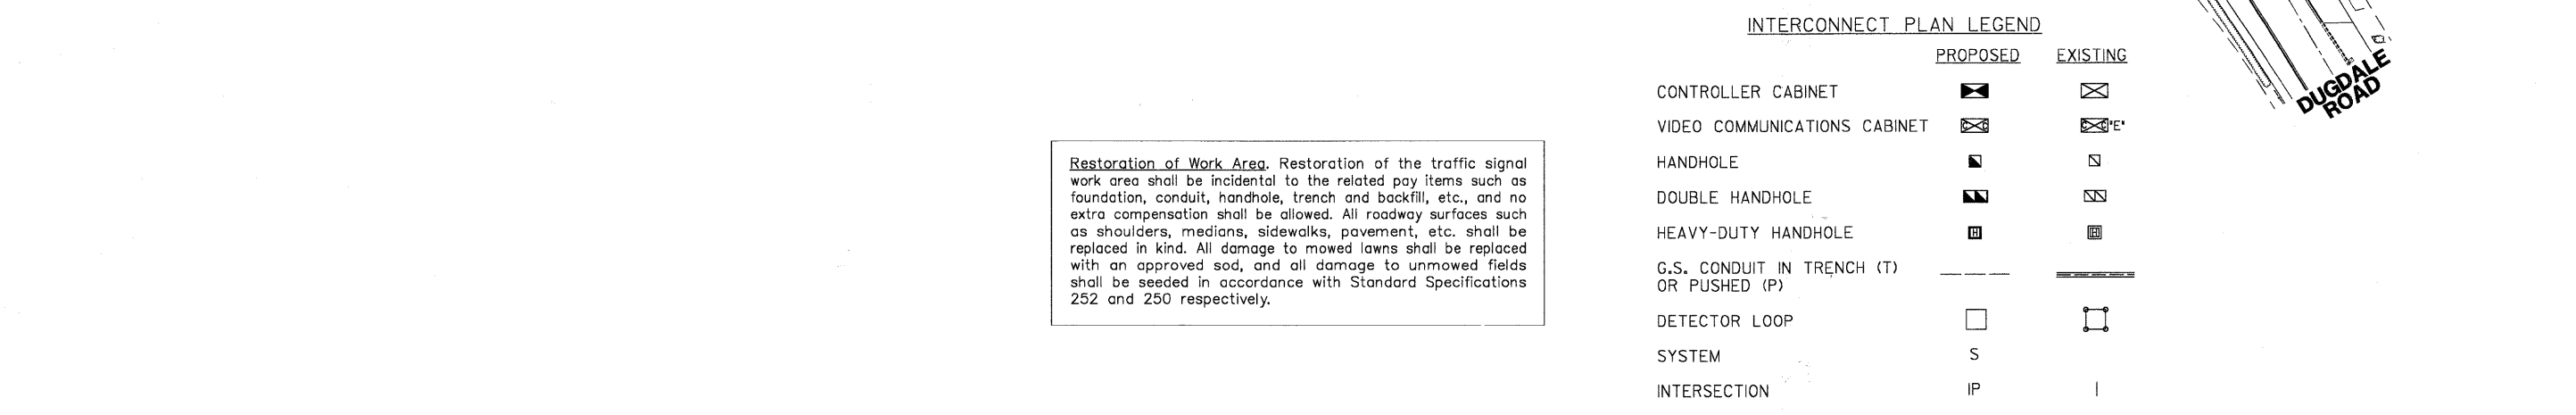 Restoration of Work Area. Restoration of the traffic signal
work area shall be incidental to the related pay items such as
foundation, conduit, handhole, trench and backfill, etc., and no
extra compensation shall be allowed. All roadway surfaces such
as shoulders, medians, sidewalks, pavement, etc. shall be
replaced in kind. All damage to mowed lawns shall be replaced
with an approved sod, and all damage to unmowed fields
shall be seeded in accordance with Standard Specifications
252 and 250 respectively.
INTERCONNECT PLAN LEGEND
PROPOSED EXISTING
CONTROLLER CABINET
VIDEO COMMUNICATIONS CABINET C C C C "E"
HANDHOLE
DOUBLE HANDHOLE
HEAVY-DUTY HANDHOLE H H
G.S. CONDUIT IN TRENCH (T)
OR PUSHED (P)
DETECTOR LOOP
SYSTEM S
INTERSECTION IP I
DUGDALE
ROAD